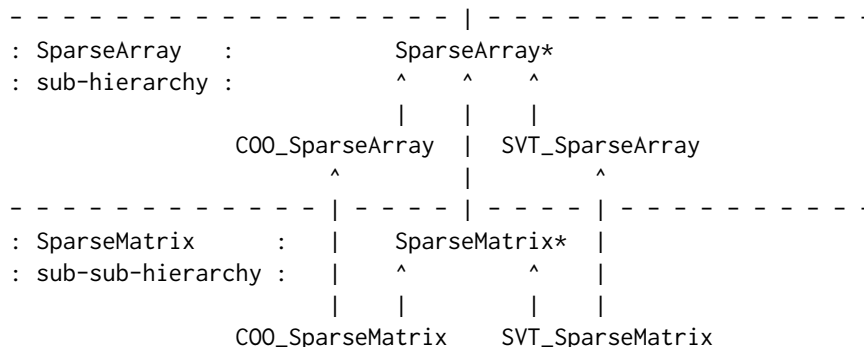 - - - - - - - - - - - - - - - - - | - - - - - - - - - - - - - - -
: SparseArray   :            SparseArray*
: sub-hierarchy :            ^    ^    ^
                             |    |    |
                 COO_SparseArray  |  SVT_SparseArray
                        ^         |         ^
- - - - - - - - - - - - | - - - - | - - - - | - - - - - - - - - -
: SparseMatrix      :   |    SparseMatrix*  |
: sub-sub-hierarchy :   |    ^         ^    |
                        |    |         |    |
                 COO_SparseMatrix    SVT_SparseMatrix